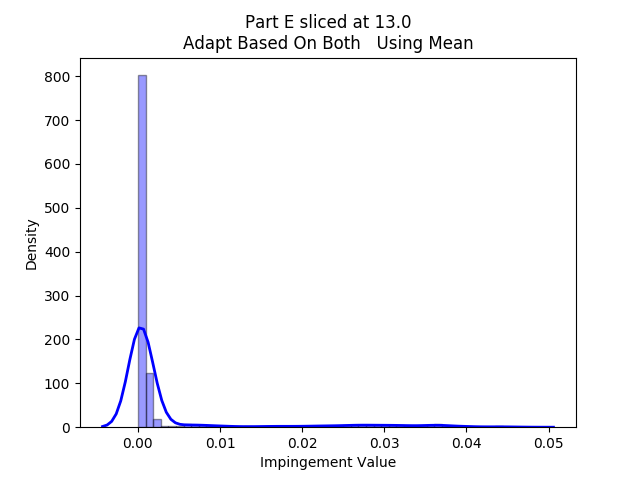 Part E sliced at 13.0
Adapt Based On Both   Using Mean
800
700
600
500
400
300
200
100
0
Density
0.00 0.01 0.02 0.03 0.04 0.05
Impingement Value